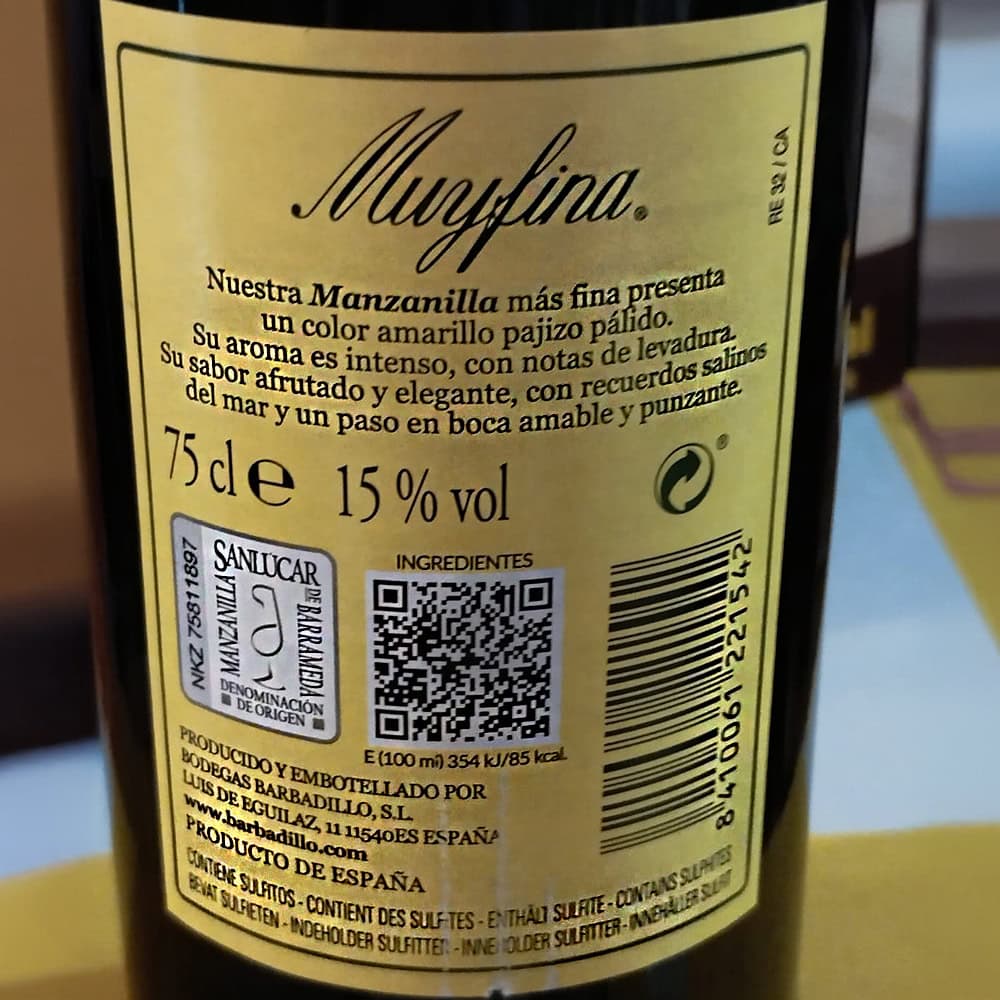 Muyfina®
RE 32 / CA
Nuestra Manzanilla más fina presenta
un color amarillo pajizo pálido.
Su aroma es intenso, con notas de levadura.
Su sabor afrutado y elegante, con recuerdos salinos
del mar y un paso en boca amable y punzante.
75 cl e 15 % vol
®
NKZ 75811897
SANLÚCAR
DE BARRAMEDA
MANZANILLA
DENOMINACIÓN
DE ORIGEN
INGREDIENTES
E (100 ml) 354 kJ/85 kcal.
8 410061 221542
PRODUCIDO Y EMBOTELLADO POR
BODEGAS BARBADILLO, S.L.
LUIS DE EGUILAZ, 11 11540ES ESPAÑA
www.barbadillo.com
PRODUCTO DE ESPAÑA
CONTIENE SULFITOS - CONTIENT DES SULFITES - ENTHÄLT SULFITE - CONTAINS SULPHITES
BEVAT SULFIETEN - INDEHOLDER SULFITTER - INNEHOLDER SULFITTER - INNEHÅLLER SULFIT